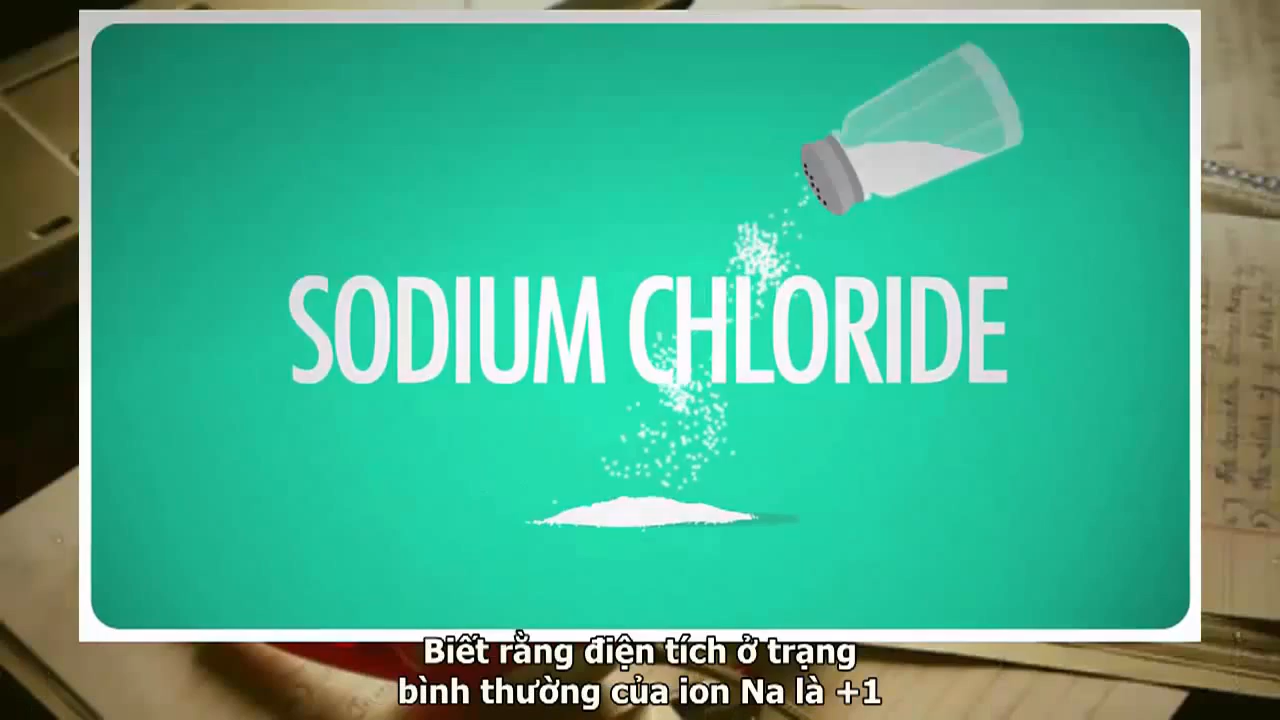 SODIUM CHLORIDE
Biết rằng điện tích ở trạng
bình thường của ion Na là +1